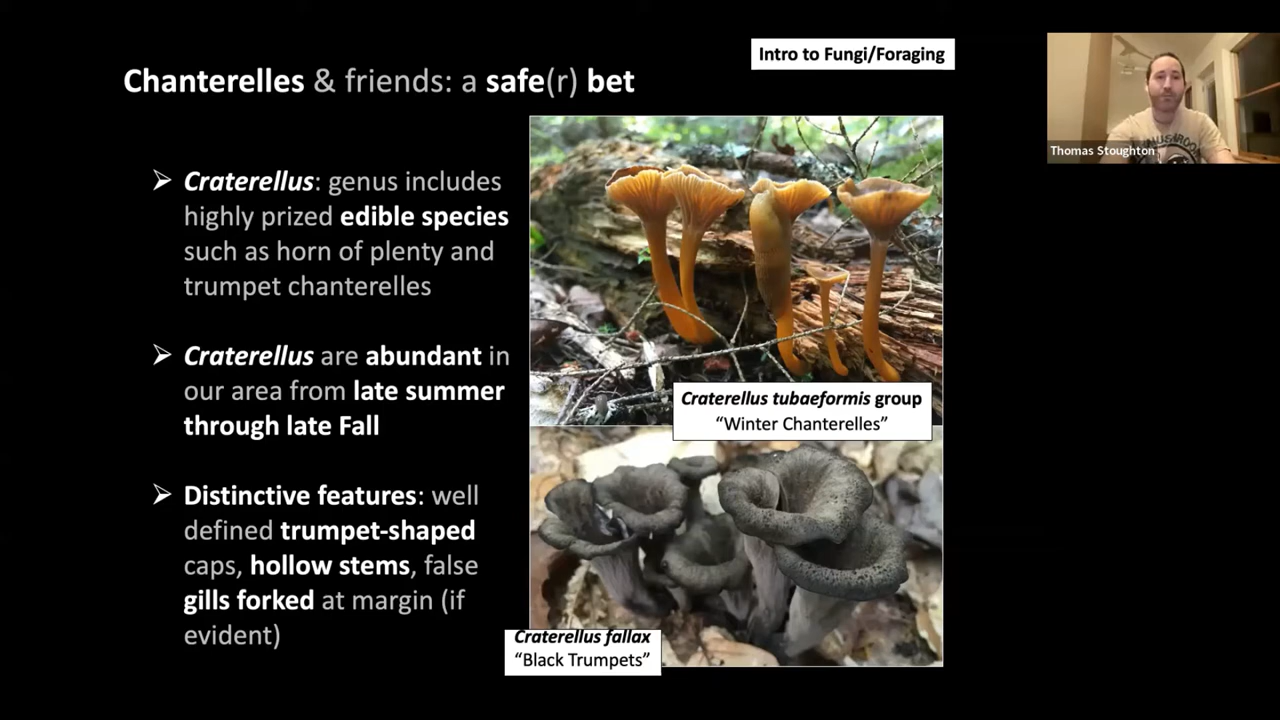 Intro to Fungi/Foraging
Chanterelles & friends: a safe(r) bet
Thomas Stoughton
➢ Craterellus: genus includes
highly prized edible species
such as horn of plenty and
trumpet chanterelles
➢ Craterellus are abundant in
our area from late summer
through late Fall
➢ Distinctive features: well
defined trumpet-shaped
caps, hollow stems, false
gills forked at margin (if
evident)
Craterellus tubaeformis group
“Winter Chanterelles”
Craterellus fallax
“Black Trumpets”